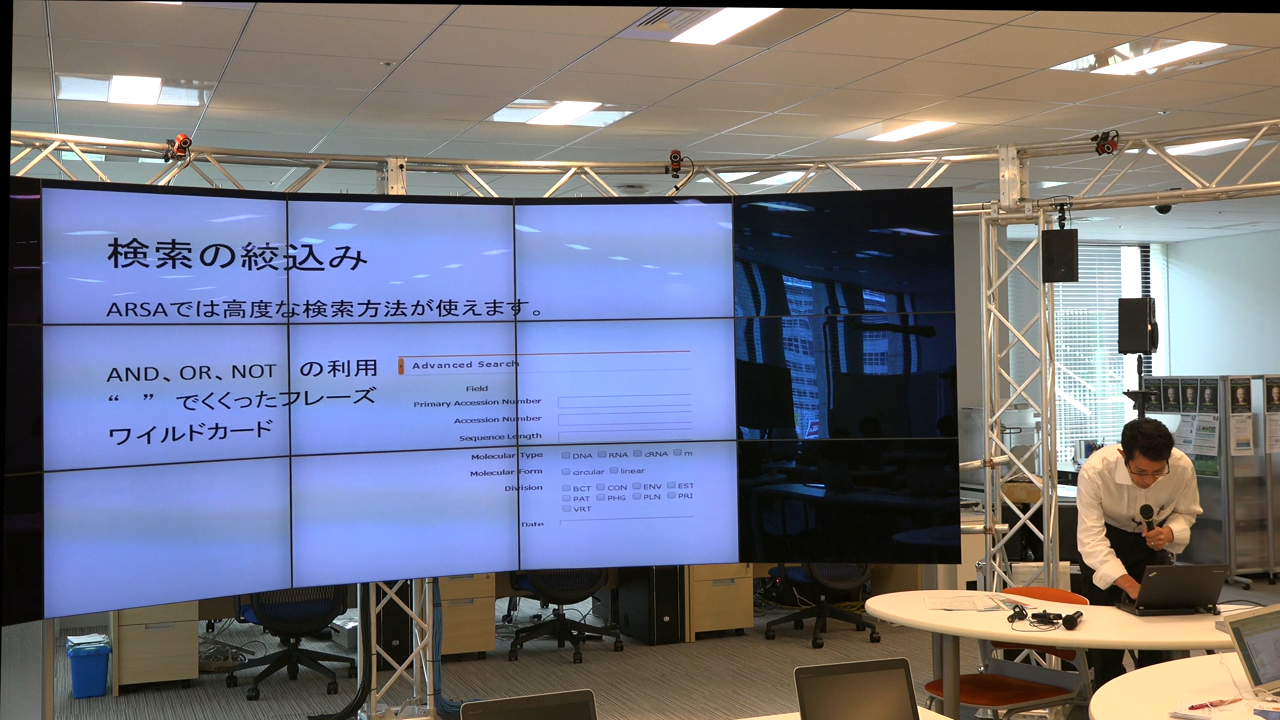 検索の絞込み
ARSAでは高度な検索方法が使えます。
AND、OR、NOT の利用
“ ” でくくったフレーズ
ワイルドカード
Advanced Search
Field
Primary Accession Number
Accession Number
Sequence Length
Molecular Type DNA RNA cRNA m
Molecular Form circular linear
Division BCT CON ENV EST
PAT PHG PLN PRI
VRT
Date